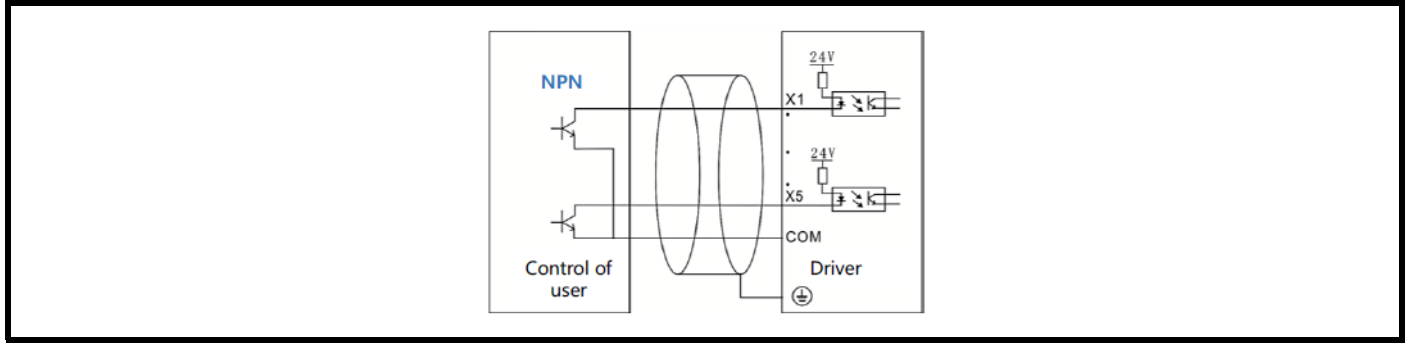 NPN
24V
X1
24V
X5
COM
Control of
user
Driver